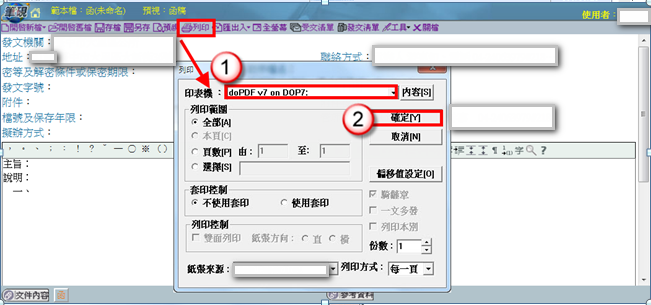 筆硯 範本檔：函(未命名) 預視：函稿 使用者：
開啟新檔 開啟舊檔 存檔 另存 預視 列印 匯出入 全螢幕 受文清單 發文清單 工具 關檔
發文機關：
地址： 聯絡方式：
密等及解密條件或保密期限：
發文字號：
附件：
檔號及保存年限：
擬辦方式：
主旨：
說明：
一、
列印
①
印表機： doPDF v7 on DOP7; 內容[S]
列印範圍
全部[A]
本頁[C]
頁數[P] 由： 1 至： 1
選擇[S]
② 確定[Y]
取消[N]
偏移值設定[O]
套印控制
不使用套印 使用套印
騎縫章
一文多發
列印本別
列印控制
雙面列印 紙張方向： 直 橫
份數： 1
紙張來源： 列印方式： 每一頁
文件內容 參考資料